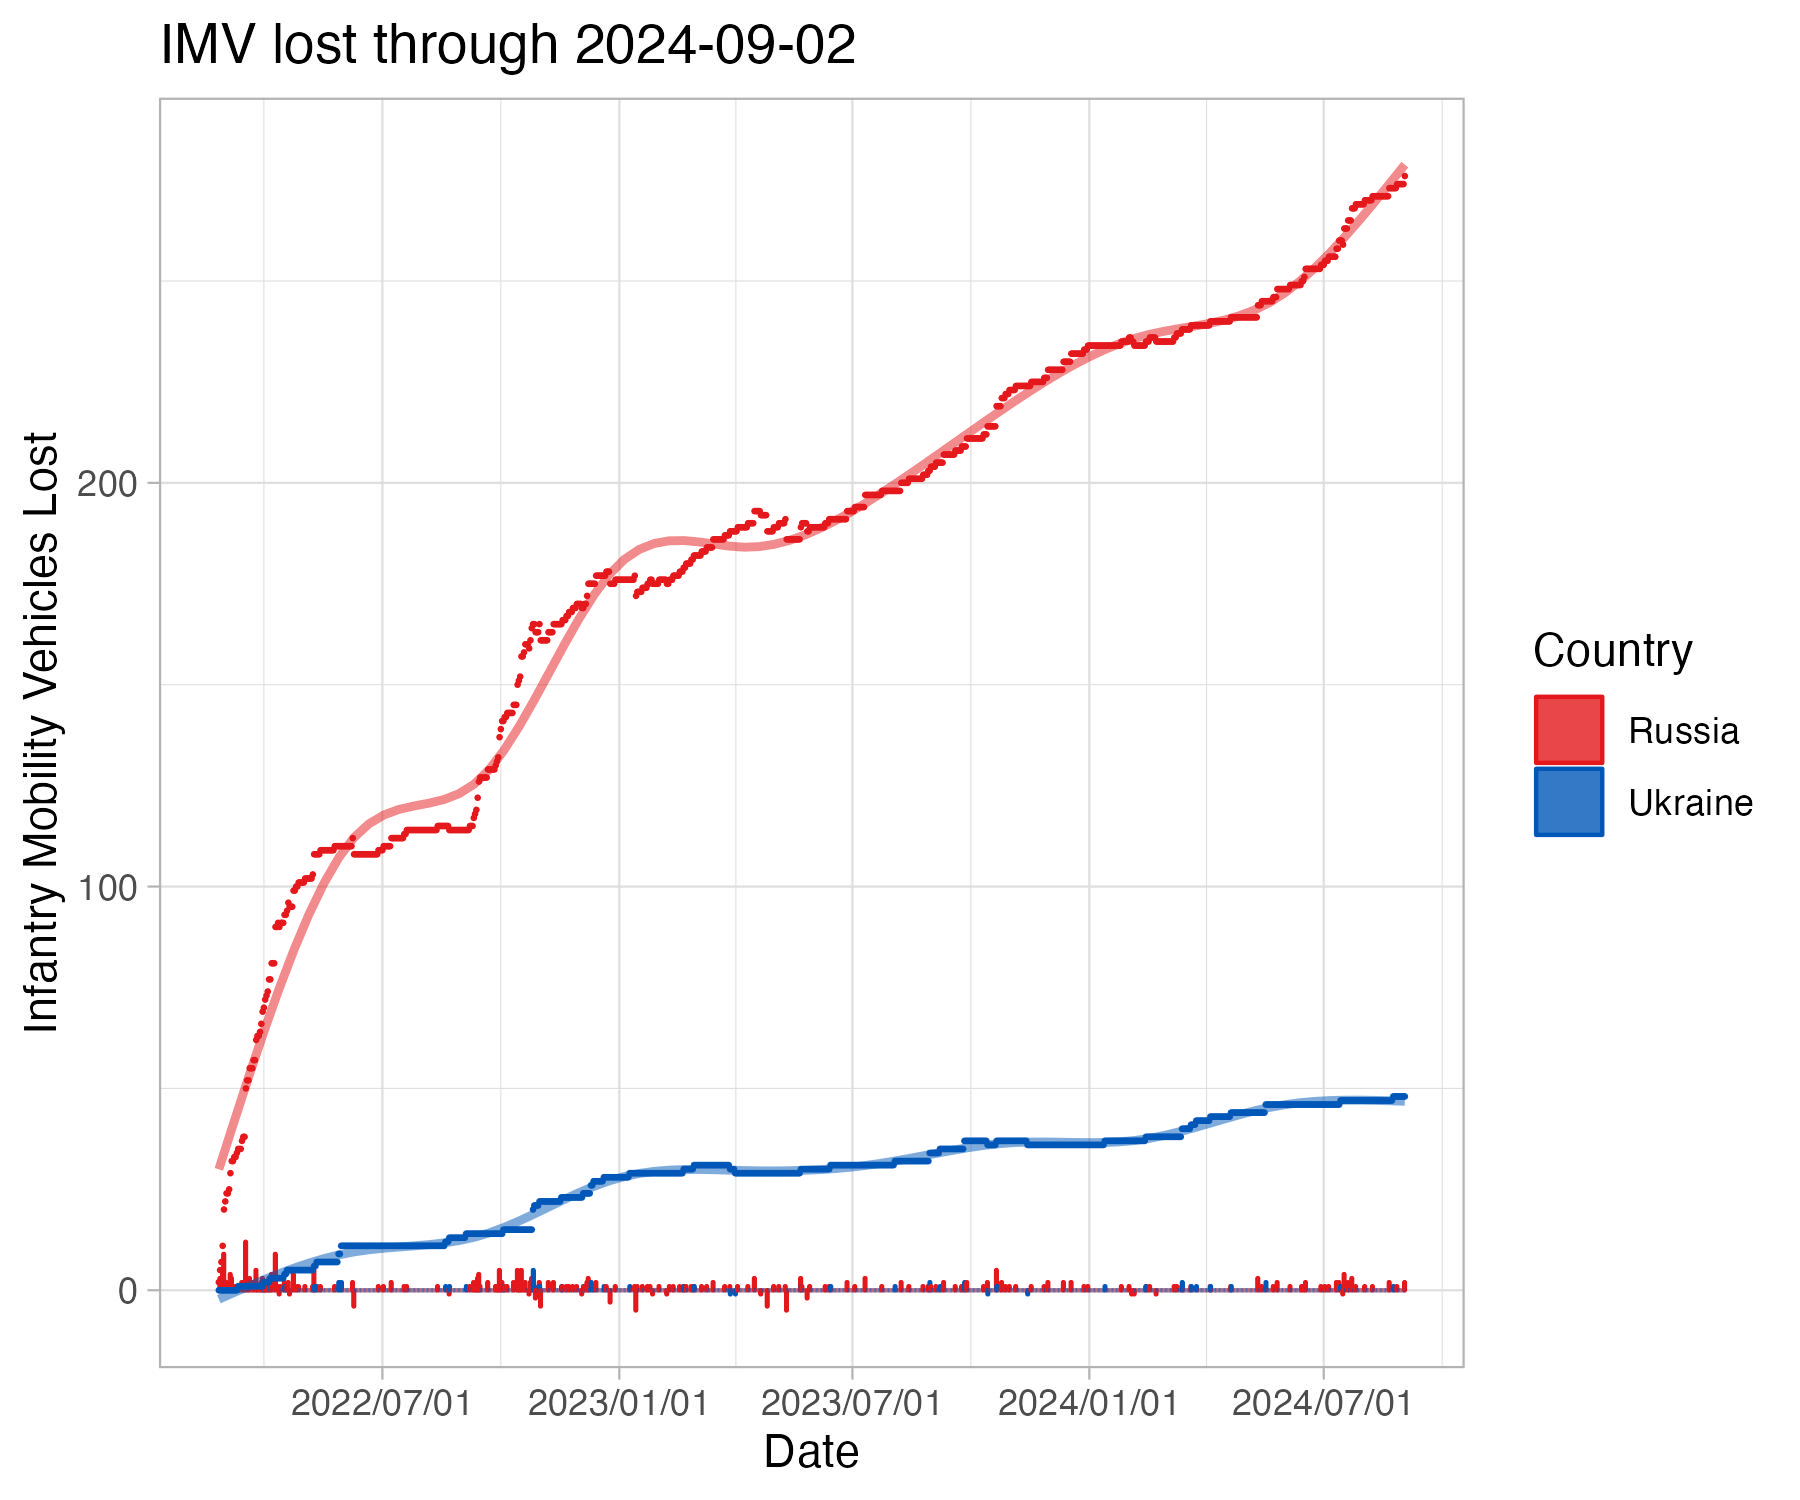 IMV lost through 2024-09-02
Infantry Mobility Vehicles Lost
200
100
0
2022/07/01
2023/01/01
2023/07/01
2024/01/01
2024/07/01
Date
Country
Russia
Ukraine